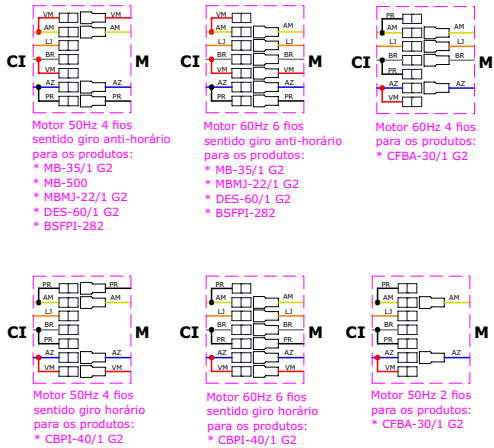 VM VM
AM AM
LJ
BR
VM
AZ AZ
PR PR
CI M
Motor 50Hz 4 fios
sentido giro anti-horário
para os produtos:
* MB-35/1 G2
* MB-500
* MBMJ-22/1 G2
* DES-60/1 G2
* BSFPI-282
VM
AM AM
LJ LJ
BR BR
VM VM
AZ AZ
PR PR
CI M
Motor 60Hz 6 fios
sentido giro anti-horário
para os produtos:
* MB-35/1 G2
* MBMJ-22/1 G2
* DES-60/1 G2
* BSFPI-282
PR
AM AM
LJ
BR BR
PR
AZ AZ
VM
CI M
Motor 60Hz 4 fios
para os produtos:
* CFBA-30/1 G2
PR PR
AM AM
LJ
BR
PR
AZ AZ
VM VM
CI M
Motor 50Hz 4 fios
sentido giro horário
para os produtos:
* CBPI-40/1 G2
PR
AM AM
LJ LJ
BR BR
PR PR
AZ AZ
VM VM
CI M
Motor 60Hz 6 fios
sentido giro horário
para os produtos:
* CBPI-40/1 G2
PR
AM AM
LJ
BR
PR
AZ AZ
VM
CI M
Motor 50Hz 2 fios
para os produtos:
* CFBA-30/1 G2